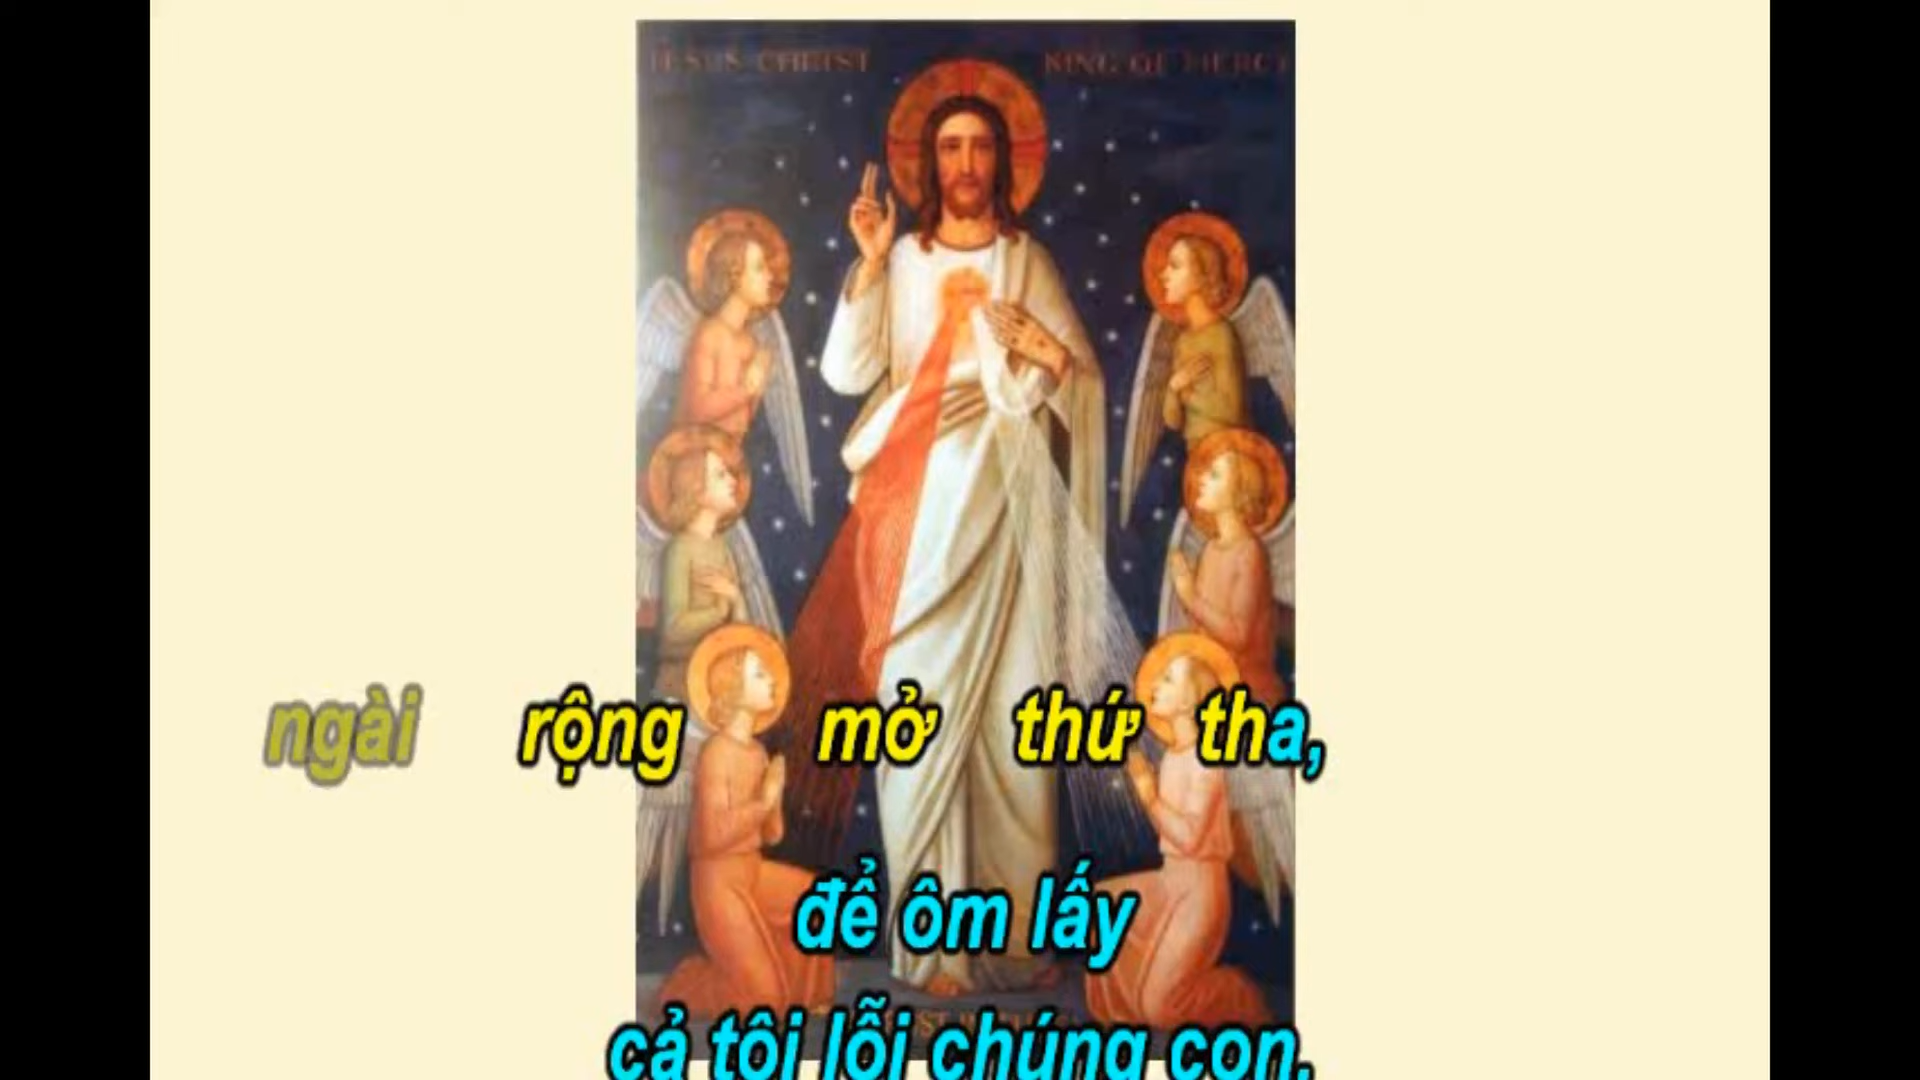 JESUS CHRIST KING OF MERCY
ngài rộng mở thứ tha,
để ôm lấy
cả tội lỗi chúng con.